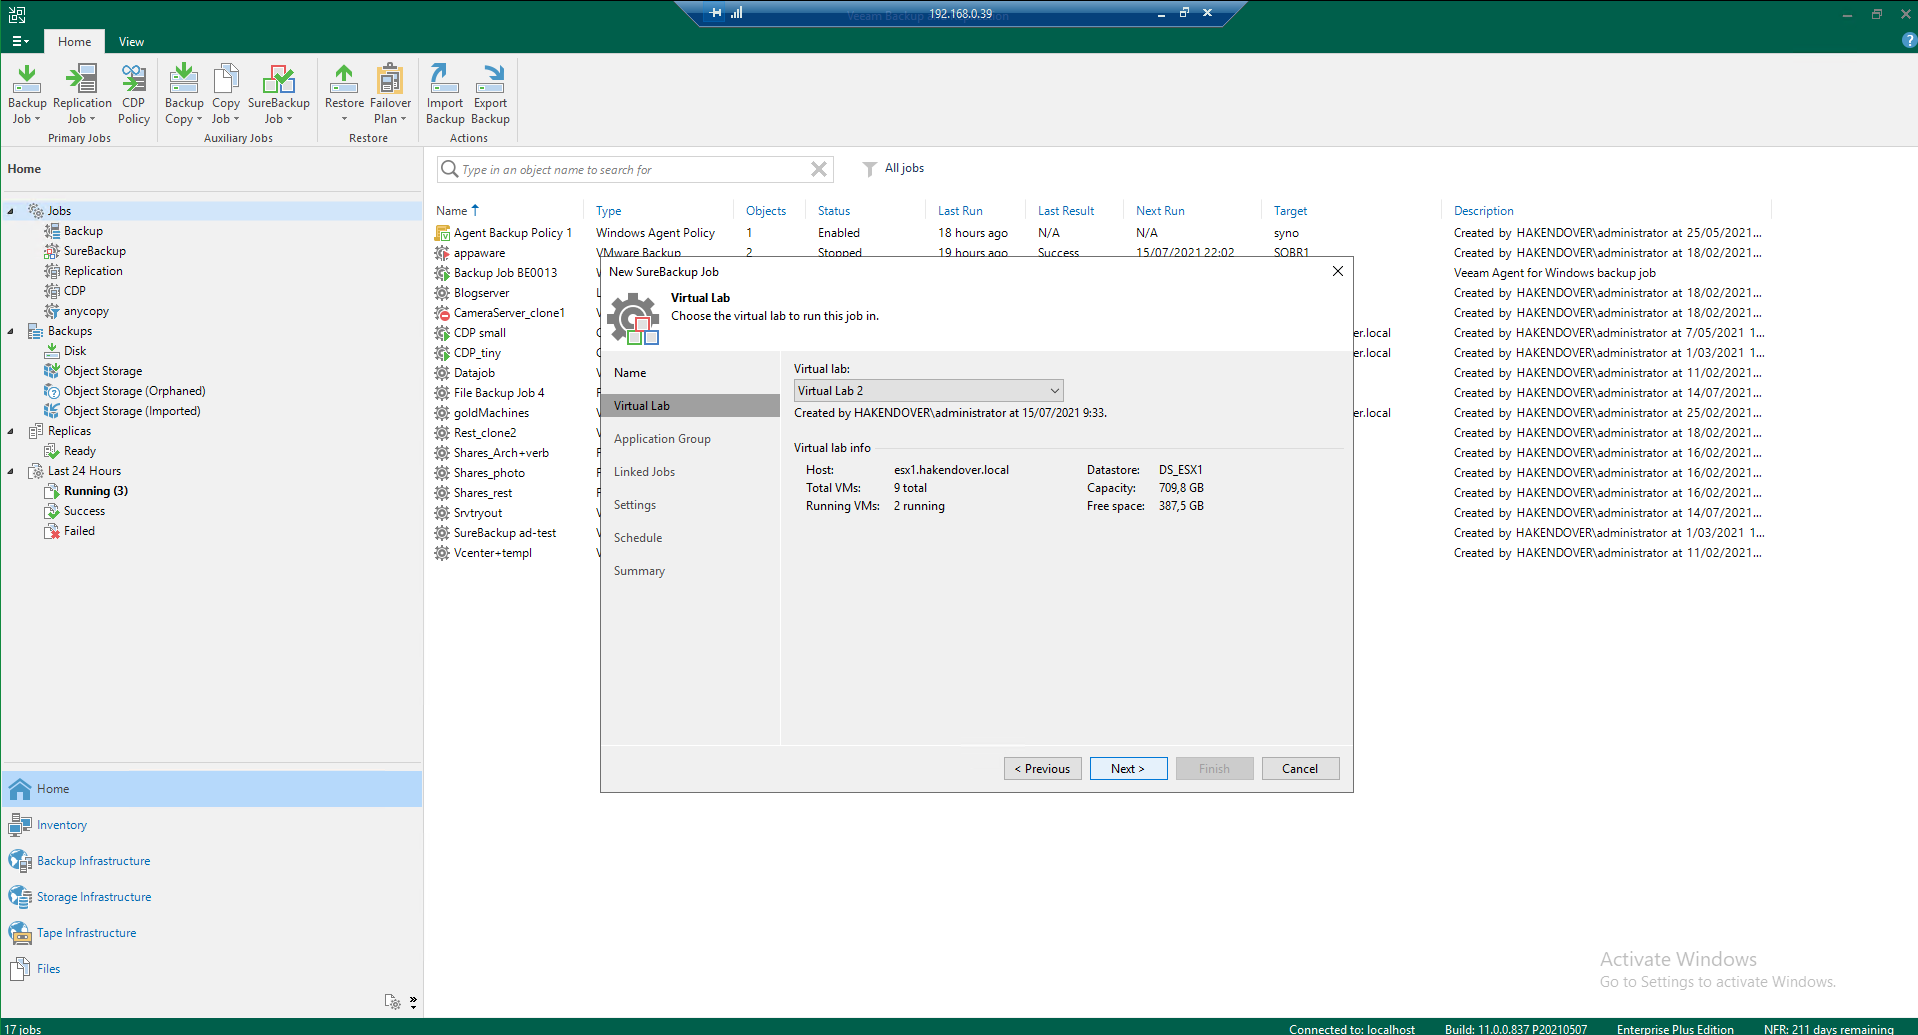 192.168.0.39
Home View
Backup Job
Replication Job
CDP Policy
Primary Jobs
Backup Copy
Copy Job
SureBackup Job
Auxiliary Jobs
Restore
Failover Plan
Restore
Import Backup
Export Backup
Actions
Home
Jobs
Backup
SureBackup
Replication
CDP
anycopy
Backups
Disk
Object Storage
Object Storage (Orphaned)
Object Storage (Imported)
Replicas
Ready
Last 24 Hours
Running (3)
Success
Failed
Home
Inventory
Backup Infrastructure
Storage Infrastructure
Tape Infrastructure
Files
Type in an object name to search for
All jobs
Name Type Objects Status Last Run Last Result Next Run Target Description
Agent Backup Policy 1 Windows Agent Policy 1 Enabled 18 hours ago N/A N/A syno Created by HAKENDOVER\administrator at 25/05/2021...
appaware VMware Backup 2 Stopped 19 hours ago Success 15/07/2021 22:02 SOBR1 Created by HAKENDOVER\administrator at 18/02/2021...
Backup Job BE0013 Veeam Agent for Windows backup job
Blogserver Created by HAKENDOVER\administrator at 18/02/2021...
CameraServer_clone1 Created by HAKENDOVER\administrator at 18/02/2021...
CDP small er.local Created by HAKENDOVER\administrator at 7/05/2021 1...
CDP_tiny er.local Created by HAKENDOVER\administrator at 1/03/2021 1...
Datajob Created by HAKENDOVER\administrator at 11/02/2021...
File Backup Job 4 Created by HAKENDOVER\administrator at 14/07/2021...
goldMachines er.local Created by HAKENDOVER\administrator at 25/02/2021...
Rest_clone2 Created by HAKENDOVER\administrator at 18/02/2021...
Shares_Arch+verb Created by HAKENDOVER\administrator at 16/02/2021...
Shares_photo Created by HAKENDOVER\administrator at 16/02/2021...
Shares_rest Created by HAKENDOVER\administrator at 16/02/2021...
Srvtryout Created by HAKENDOVER\administrator at 14/07/2021...
SureBackup ad-test Created by HAKENDOVER\administrator at 1/03/2021 1...
Vcenter+templ Created by HAKENDOVER\administrator at 11/02/2021...
New SureBackup Job
Virtual Lab
Choose the virtual lab to run this job in.
Name
Virtual Lab
Application Group
Linked Jobs
Settings
Schedule
Summary
Virtual lab:
Virtual Lab 2
Created by HAKENDOVER\administrator at 15/07/2021 9:33.
Virtual lab info
Host: esx1.hakendover.local Datastore: DS_ESX1
Total VMs: 9 total Capacity: 709,8 GB
Running VMs: 2 running Free space: 387,5 GB
< Previous Next > Finish Cancel
Activate Windows
Go to Settings to activate Windows.
17 jobs Connected to: localhost Build: 11.0.0.837 P20210507 Enterprise Plus Edition NFR: 211 days remaining